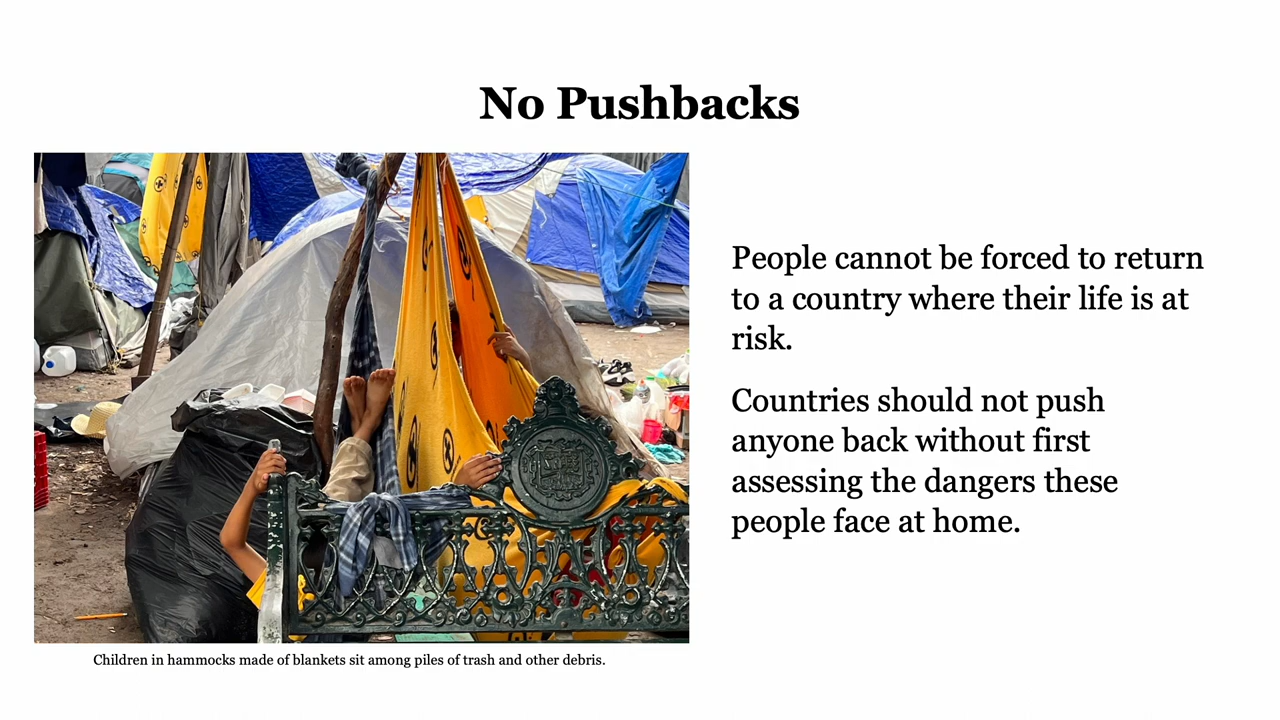 No Pushbacks
People cannot be forced to return
to a country where their life is at
risk.
Countries should not push
anyone back without first
assessing the dangers these
people face at home.
Children in hammocks made of blankets sit among piles of trash and other debris.